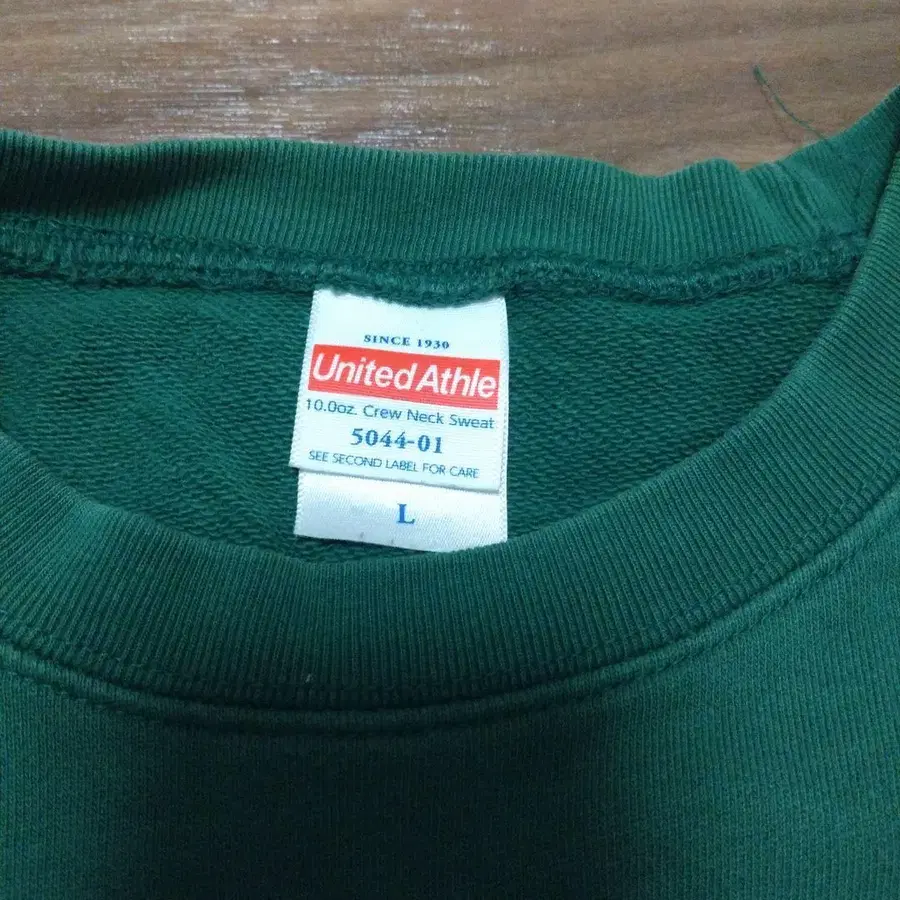 SINCE 1930
United Athle
10.0oz. Crew Neck Sweat
5044-01
SEE SECOND LABEL FOR CARE
L